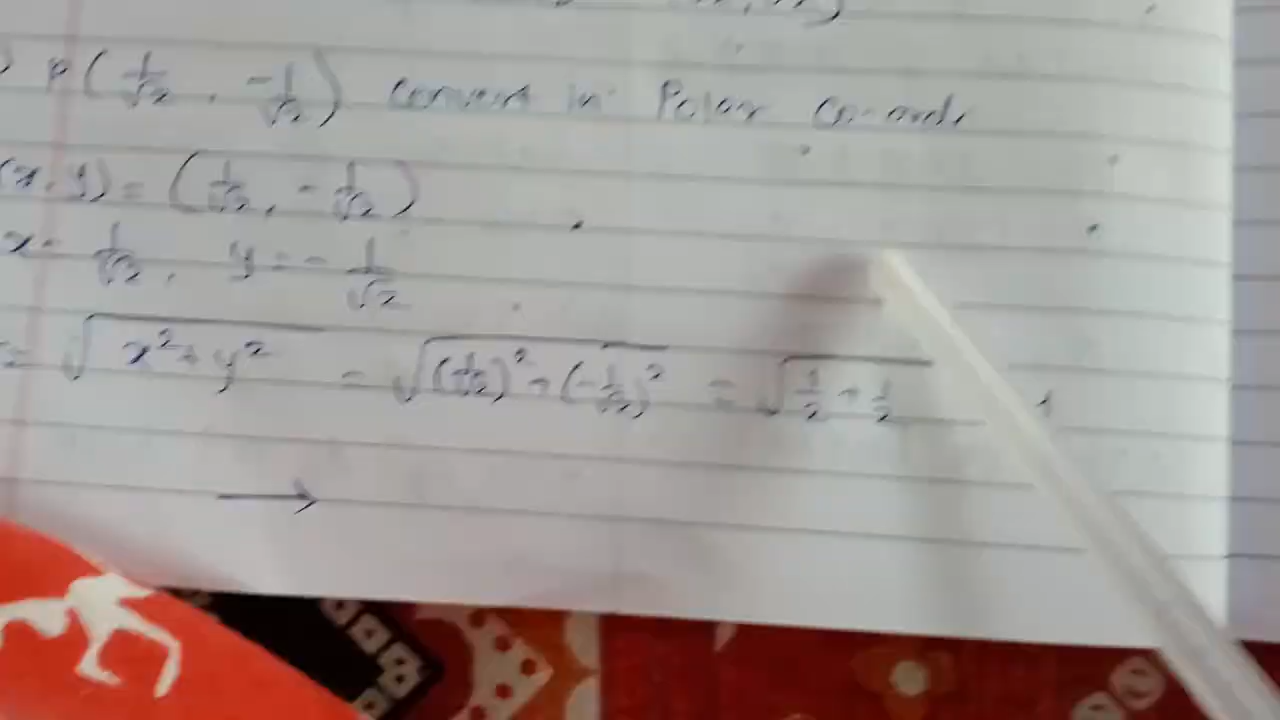 P(1/√2, -1/√2) convert in Polar co-ord.
(x, y) = (1/√2, -1/√2)
x = 1/√2, y = -1/√2
= √(x² + y²) = √((1/√2)² + (-1/√2)²) = √(1/2 + 1/2) 1
→